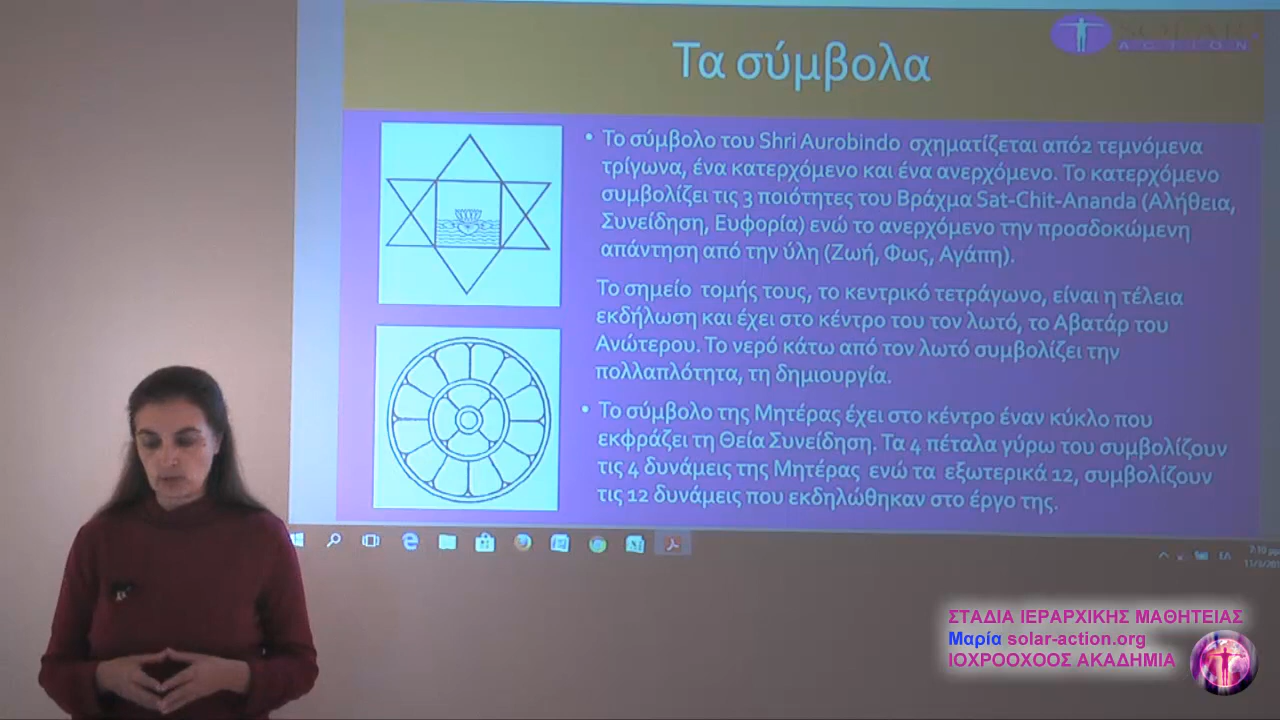 SOLAR
ACTION
Τα σύμβολα
• Το σύμβολο του Shri Aurobindo σχηματίζεται από2 τεμνόμενα
τρίγωνα, ένα κατερχόμενο και ένα ανερχόμενο. Το κατερχόμενο
συμβολίζει τις 3 ποιότητες του Βράχμα Sat-Chit-Ananda (Αλήθεια,
Συνείδηση, Ευφορία) ενώ το ανερχόμενο την προσδοκώμενη
απάντηση από την ύλη (Ζωή, Φως, Αγάπη).
Το σημείο τομής τους, το κεντρικό τετράγωνο, είναι η τέλεια
εκδήλωση και έχει στο κέντρο του τον λωτό, το Αβατάρ του
Ανώτερου. Το νερό κάτω από τον λωτό συμβολίζει την
πολλαπλότητα, τη δημιουργία.
• Το σύμβολο της Μητέρας έχει στο κέντρο έναν κύκλο που
εκφράζει τη Θεία Συνείδηση. Τα 4 πέταλα γύρω του συμβολίζουν
τις 4 δυνάμεις της Μητέρας ενώ τα εξωτερικά 12, συμβολίζουν
τις 12 δυνάμεις που εκδηλώθηκαν στο έργο της.
ΕΛ
7:10 μμ
ΣΤΑΔΙΑ ΙΕΡΑΡΧΙΚΗΣ ΜΑΘΗΤΕΙΑΣ
Μαρία solar-action.org
ΙΟΧΡΟΟΧΟΟΣ ΑΚΑΔΗΜΙΑ